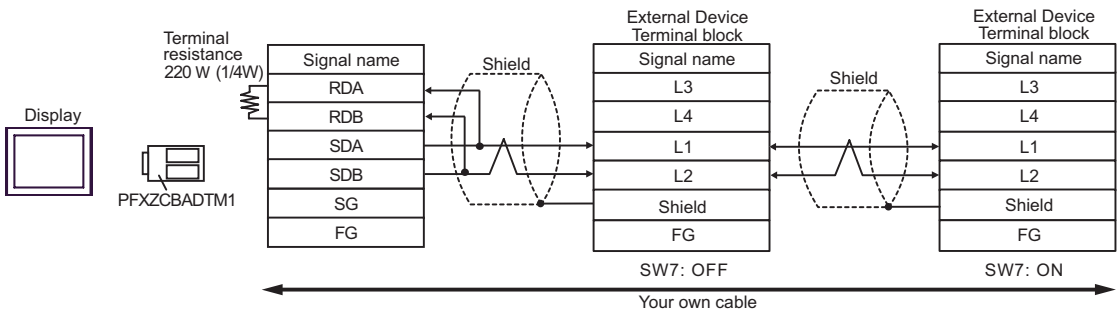 External Device
Terminal block
External Device
Terminal block
Terminal
resistance
220 W (1/4W)
Signal name
RDA
RDB
SDA
SDB
SG
FG
Shield
Signal name
L3
L4
L1
L2
Shield
FG
Shield
Signal name
L3
L4
L1
L2
Shield
FG
Display
PFXZCBADTM1
SW7: OFF
SW7: ON
Your own cable